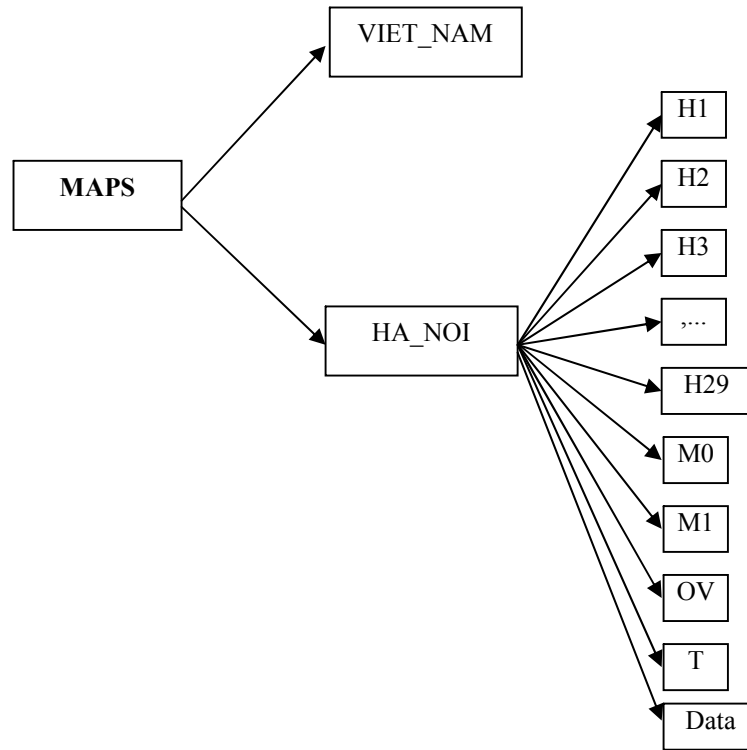 VIET_NAM
MAPS
HA_NOI
H1
H2
H3
,...
H29
M0
M1
OV
T
Data